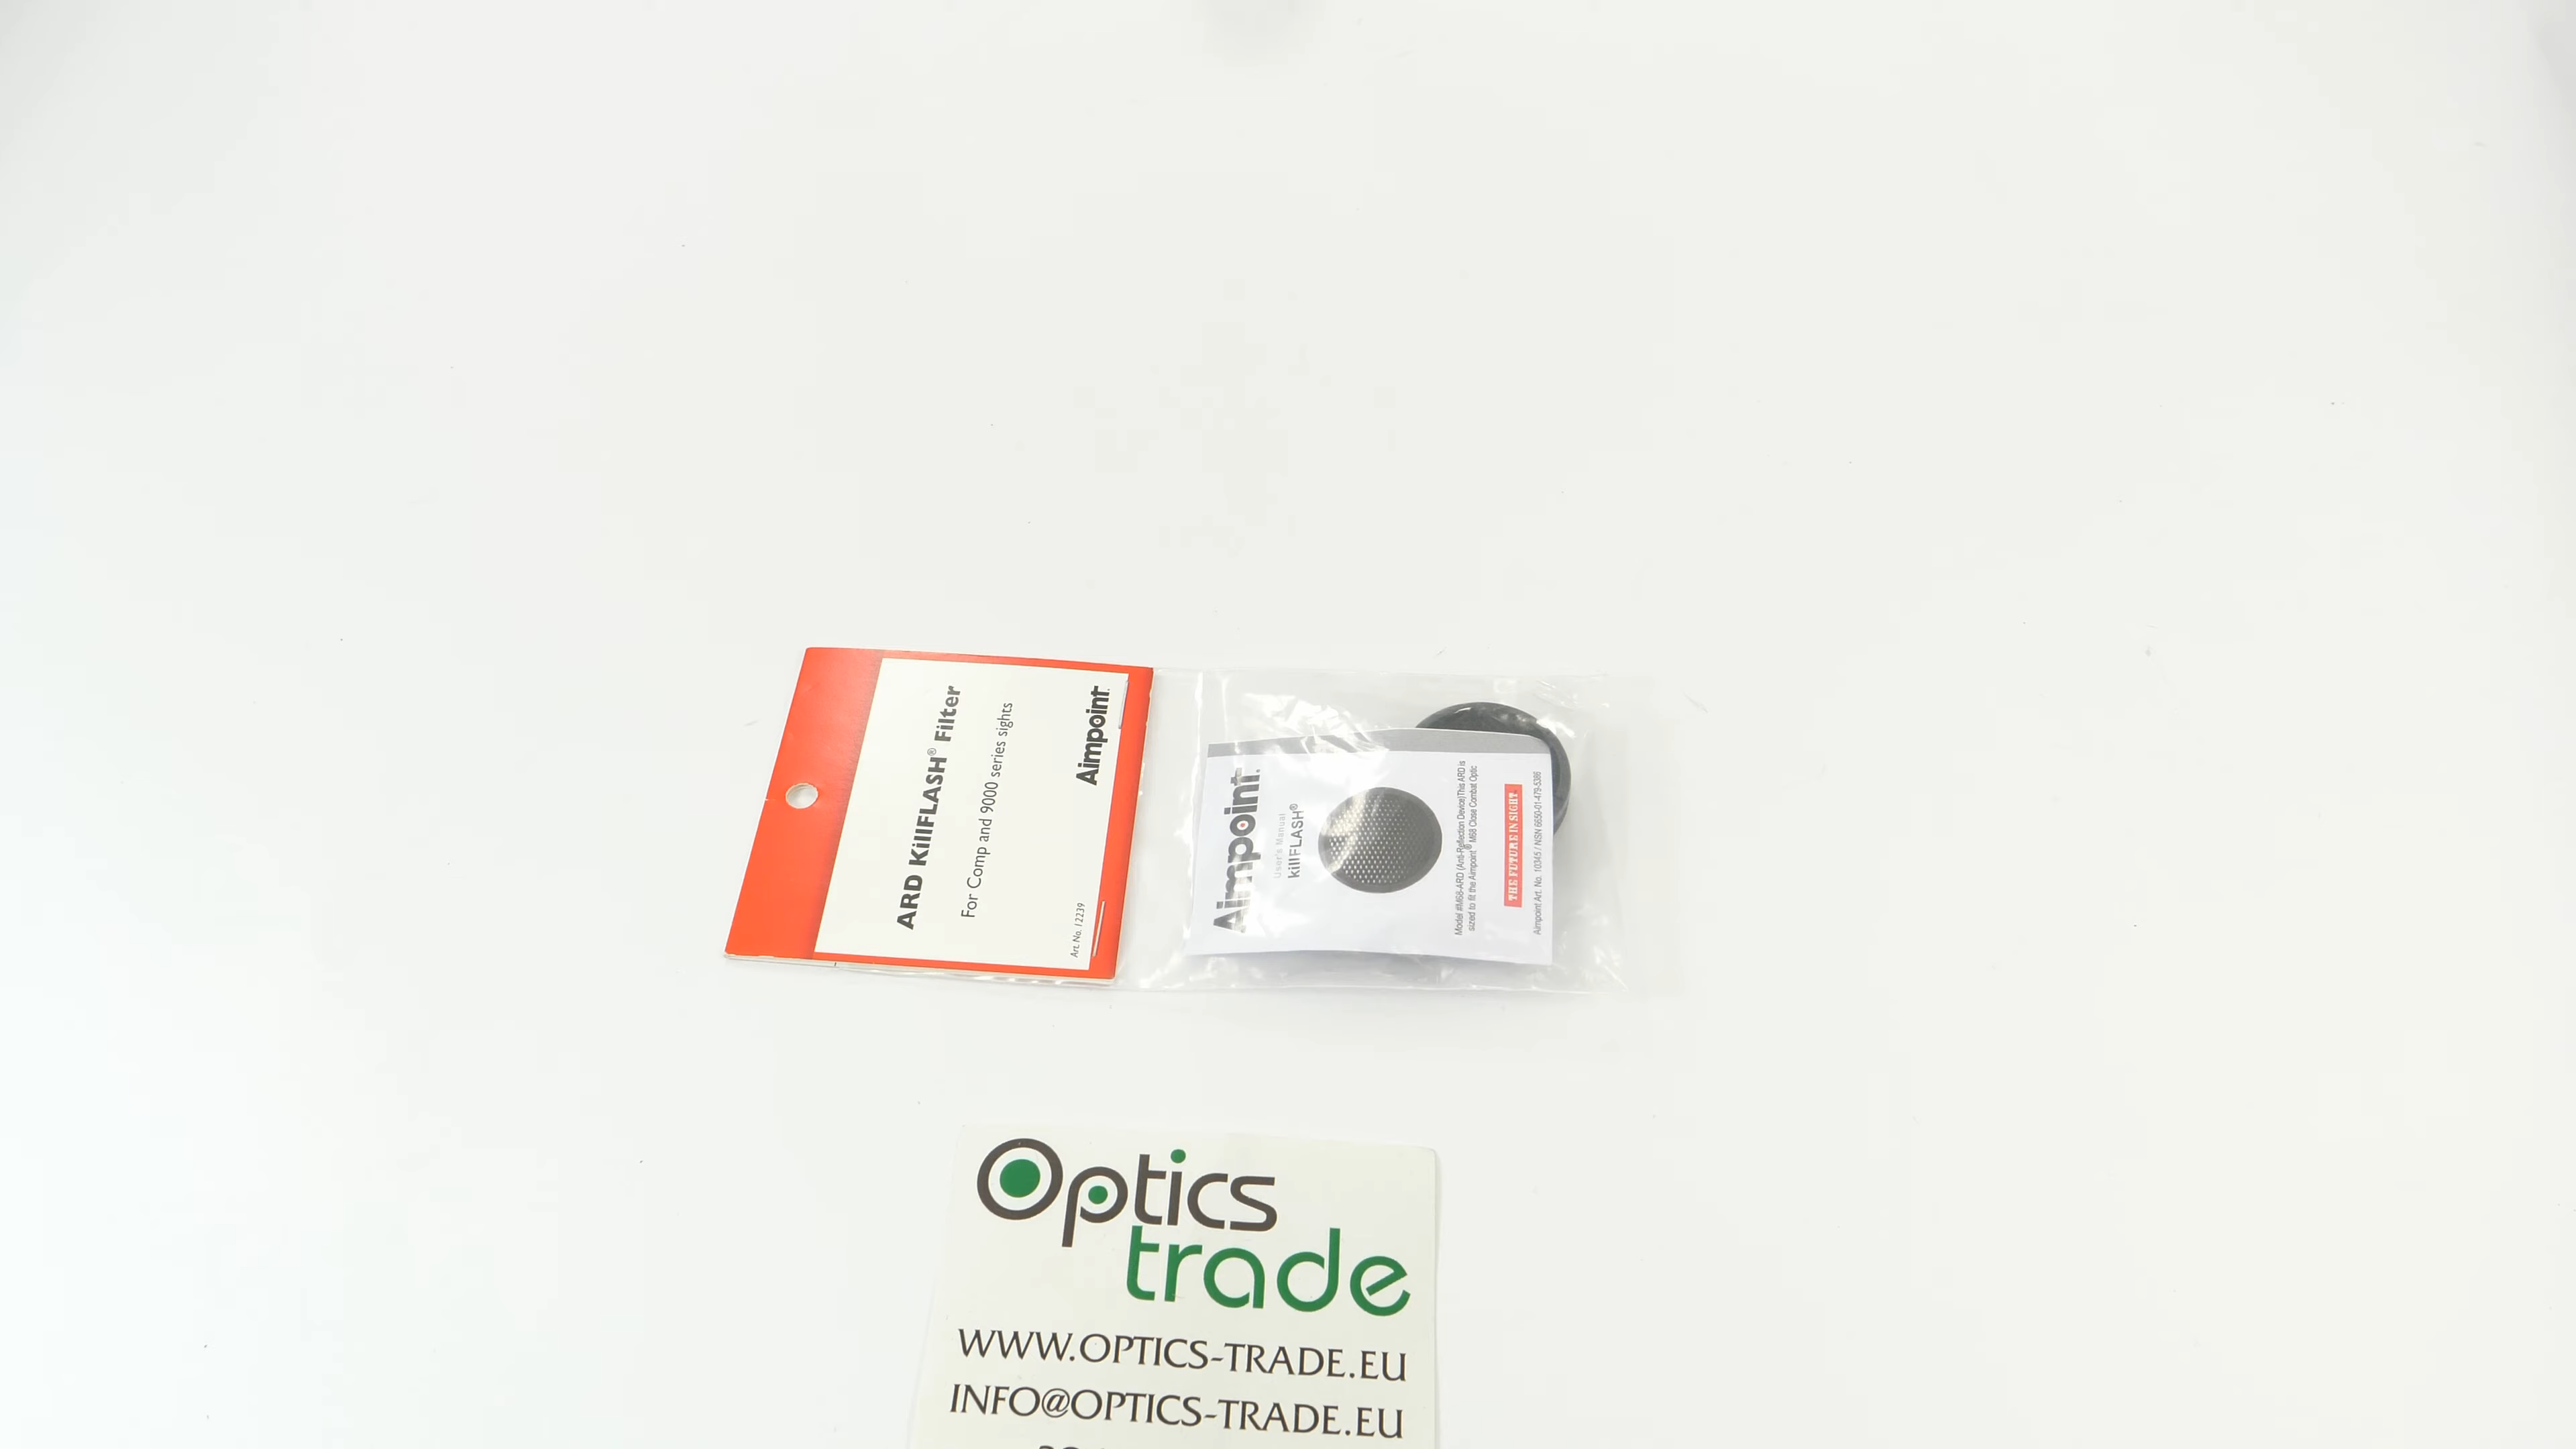 ARD KillFLASH® Filter
For Comp and 9000 series sights
Art. No. 12239
Aimpoint
Aimpoint
User's Manual
killFLASH®
Model #M68-ARD (Anti-Reflection Device)This ARD is
sized to fit the Aimpoint® M68 Close Combat Optic
THE FUTURE IN SIGHT
Aimpoint Art. No. 10345 / NSN 6650-01-479-5386
Optics
trade
WWW.OPTICS-TRADE.EU
INFO@OPTICS-TRADE.EU